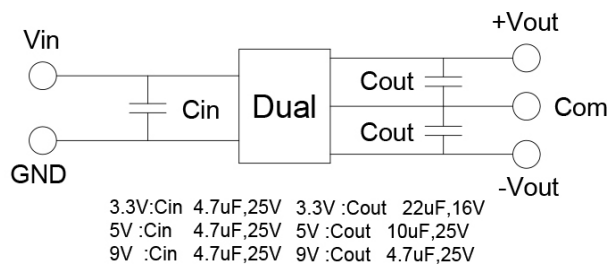 +Vout
Vin
Cout
Cin
Dual
Com
Cout
GND
-Vout
3.3V:Cin 4.7uF,25V 3.3V :Cout 22uF,16V
5V :Cin 4.7uF,25V 5V :Cout 10uF,25V
9V :Cin 4.7uF,25V 9V :Cout 4.7uF,25V